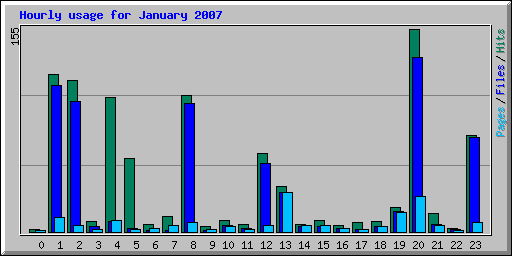 Hourly usage for January 2007
155
Pages/Files/Hits
0 1 2 3 4 5 6 7 8 9 10 11 12 13 14 15 16 17 18 19 20 21 22 23